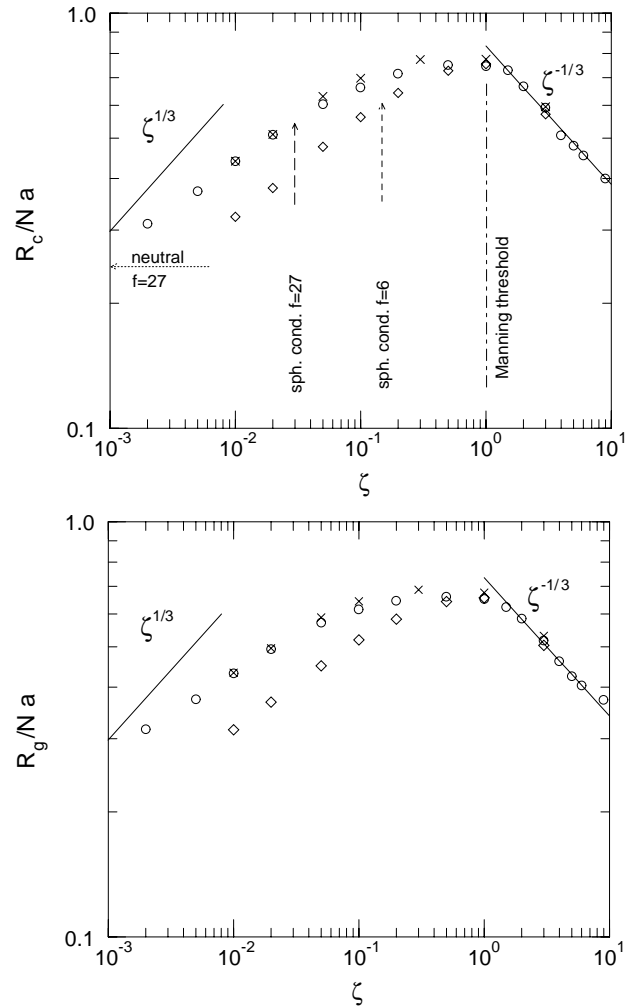 1.0
ζ^{1/3}
ζ^{-1/3}
R_c/N a
neutral
f=27
sph. cond. f=27
sph. cond. f=6
Manning threshold
0.1
10^{-3} 10^{-2} 10^{-1} 10^0 10^1
ζ
1.0
ζ^{1/3}
ζ^{-1/3}
R_g/N a
0.1
10^{-3} 10^{-2} 10^{-1} 10^0 10^1
ζ